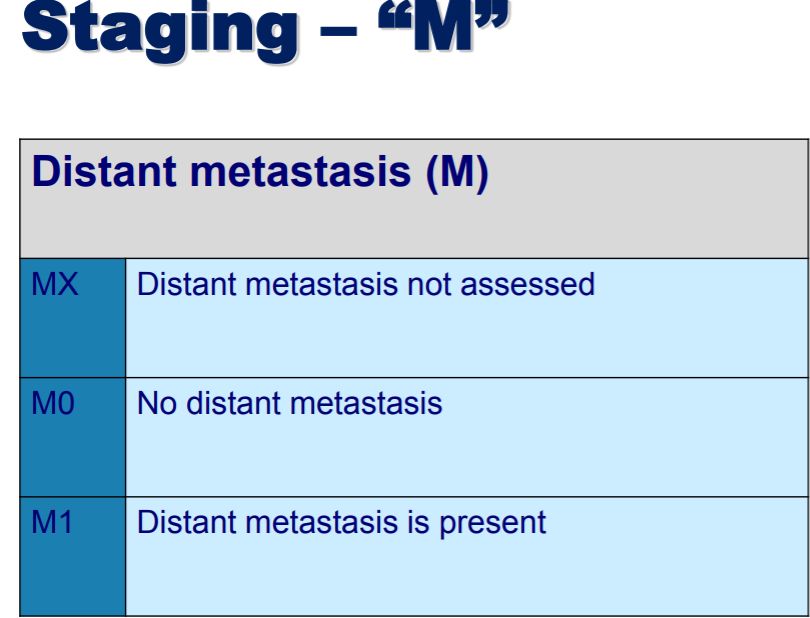 Staging – “M”
Distant metastasis (M)
MX Distant metastasis not assessed
M0 No distant metastasis
M1 Distant metastasis is present